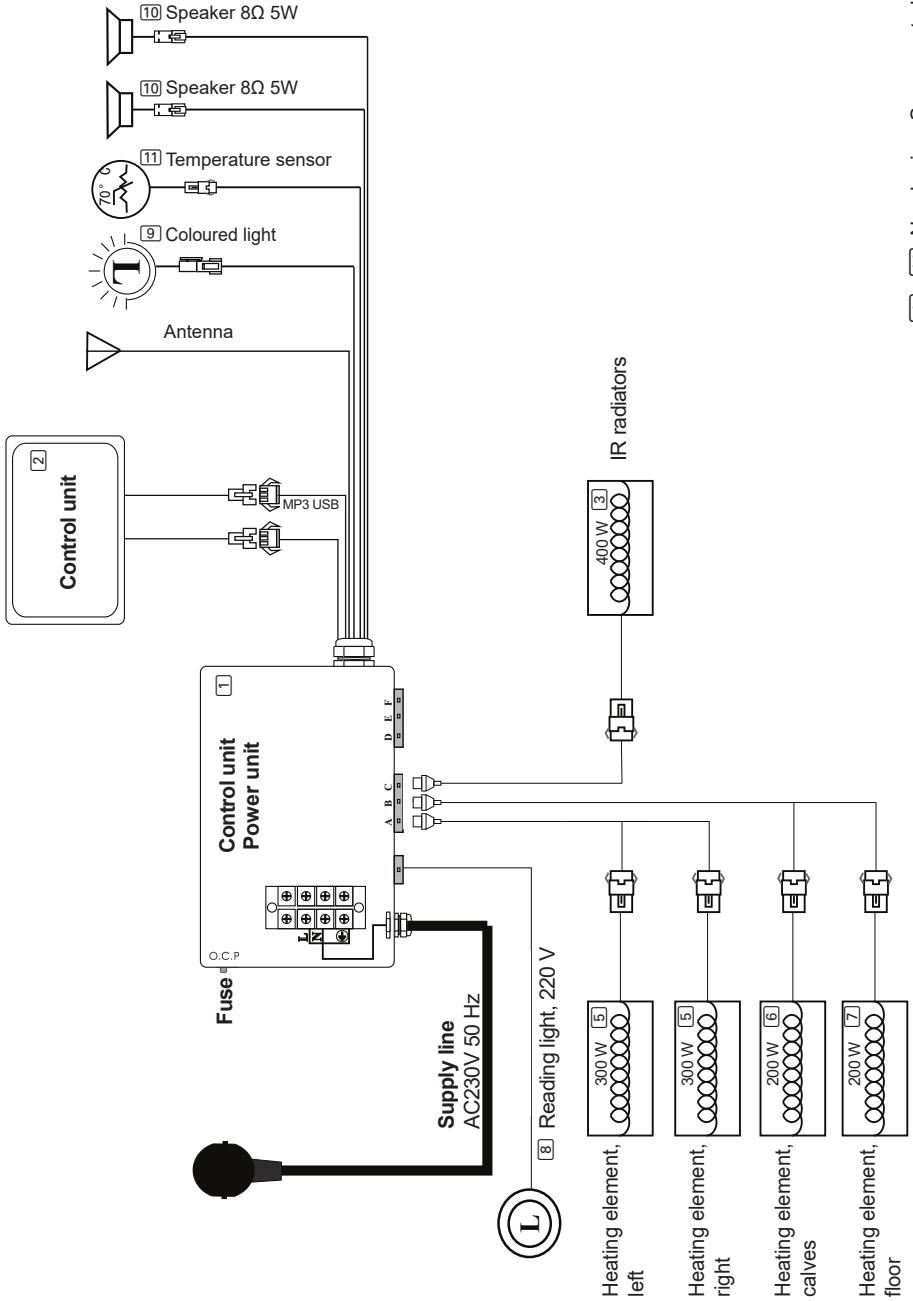 10 Speaker 8Ω 5W
10 Speaker 8Ω 5W
11 Temperature sensor
70° C
9 Coloured light
L
Antenna
2
Control unit
MP3 USB
1
Control unit
Power unit
O.C.P
Fuse
L
N
A B C
D E F
Supply line
AC230V 50 Hz
8 Reading light, 220 V
L
IR radiators
400 W
3
Heating element,
left
300 W
5
Heating element,
right
300 W
5
Heating element,
calves
200 W
6
Heating element,
floor
200 W
7